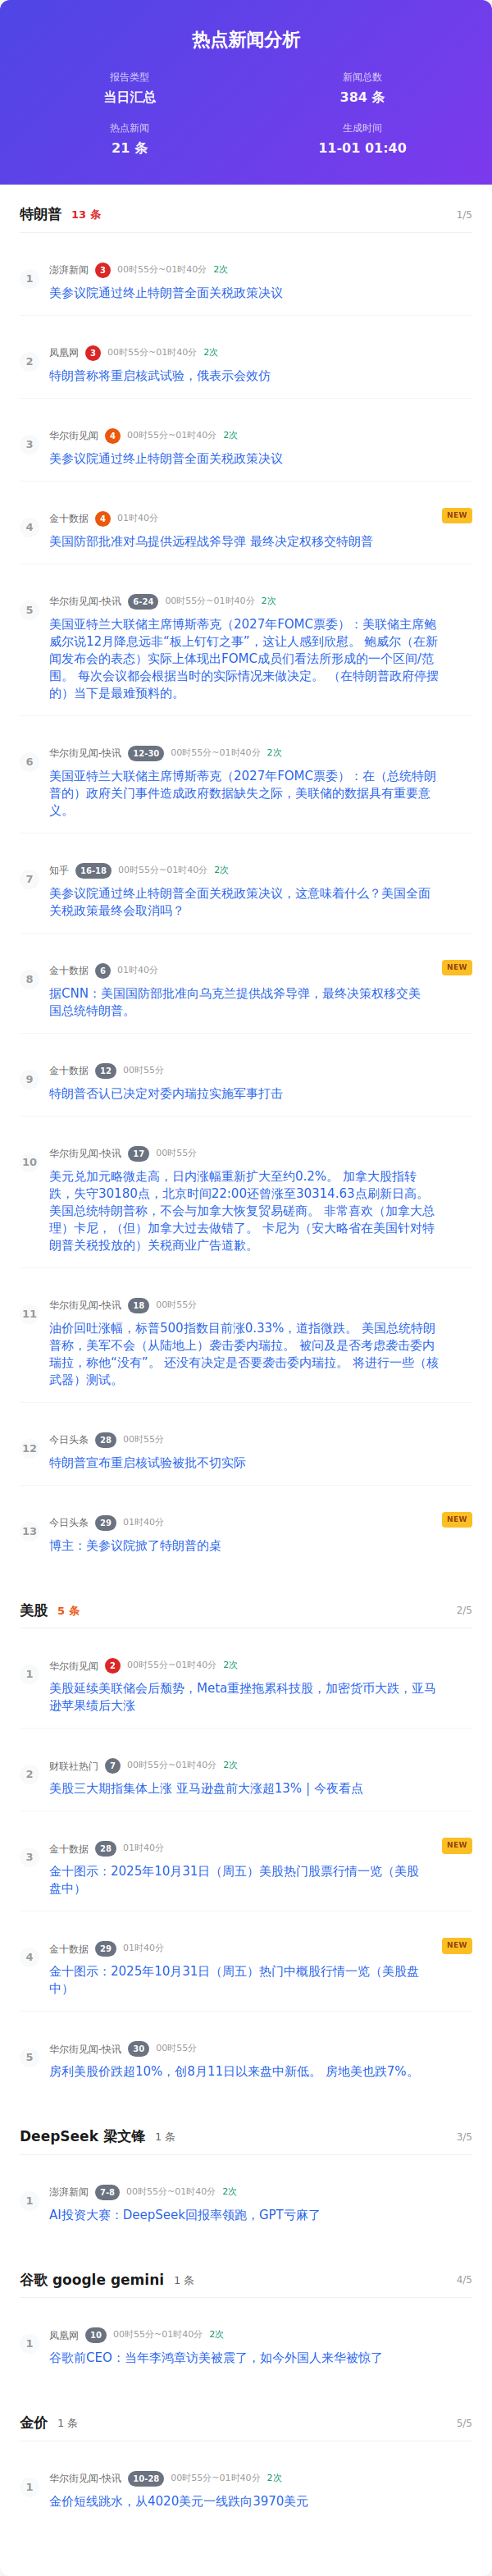 热点新闻分析
报告类型
新闻总数
当日汇总
384 条
热点新闻
生成时间
21 条
11-01 01:40
特朗普 13 条 1/5
1 澎湃新闻 3 00时55分~01时40分 2次
美参议院通过终止特朗普全面关税政策决议
2 凤凰网 3 00时55分~01时40分 2次
特朗普称将重启核武试验，俄表示会效仿
3 华尔街见闻 4 00时55分~01时40分 2次
美参议院通过终止特朗普全面关税政策决议
4 金十数据 4 01时40分 NEW
美国防部批准对乌提供远程战斧导弹 最终决定权移交特朗普
5 华尔街见闻-快讯 6-24 00时55分~01时40分 2次
美国亚特兰大联储主席博斯蒂克（2027年FOMC票委）：美联储主席鲍
威尔说12月降息远非“板上钉钉之事”，这让人感到欣慰。 鲍威尔（在新
闻发布会的表态）实际上体现出FOMC成员们看法所形成的一个区间/范
围。 每次会议都会根据当时的实际情况来做决定。 （在特朗普政府停摆
的）当下是最难预料的。
6 华尔街见闻-快讯 12-30 00时55分~01时40分 2次
美国亚特兰大联储主席博斯蒂克（2027年FOMC票委）：在（总统特朗
普的）政府关门事件造成政府数据缺失之际，美联储的数据具有重要意
义。
7 知乎 16-18 00时55分~01时40分 2次
美参议院通过终止特朗普全面关税政策决议，这意味着什么？美国全面
关税政策最终会取消吗？
8 金十数据 6 01时40分 NEW
据CNN：美国国防部批准向乌克兰提供战斧导弹，最终决策权移交美
国总统特朗普。
9 金十数据 12 00时55分
特朗普否认已决定对委内瑞拉实施军事打击
10 华尔街见闻-快讯 17 00时55分
美元兑加元略微走高，日内涨幅重新扩大至约0.2%。 加拿大股指转
跌，失守30180点，北京时间22:00还曾涨至30314.63点刷新日高。
美国总统特朗普称，不会与加拿大恢复贸易磋商。 非常喜欢（加拿大总
理）卡尼，（但）加拿大过去做错了。 卡尼为（安大略省在美国针对特
朗普关税投放的）关税商业广告道歉。
11 华尔街见闻-快讯 18 00时55分
油价回吐涨幅，标普500指数目前涨0.33%，道指微跌。 美国总统特朗
普称，美军不会（从陆地上）袭击委内瑞拉。 被问及是否考虑袭击委内
瑞拉，称他“没有”。 还没有决定是否要袭击委内瑞拉。 将进行一些（核
武器）测试。
12 今日头条 28 00时55分
特朗普宣布重启核试验被批不切实际
13 今日头条 29 01时40分 NEW
博主：美参议院掀了特朗普的桌
美股 5 条 2/5
1 华尔街见闻 2 00时55分~01时40分 2次
美股延续美联储会后颓势，Meta重挫拖累科技股，加密货币大跌，亚马
逊苹果绩后大涨
2 财联社热门 7 00时55分~01时40分 2次
美股三大期指集体上涨 亚马逊盘前大涨超13% | 今夜看点
3 金十数据 28 01时40分 NEW
金十图示：2025年10月31日（周五）美股热门股票行情一览（美股
盘中）
4 金十数据 29 01时40分 NEW
金十图示：2025年10月31日（周五）热门中概股行情一览（美股盘
中）
5 华尔街见闻-快讯 30 00时55分
房利美股价跌超10%，创8月11日以来盘中新低。 房地美也跌7%。
DeepSeek 梁文锋 1 条 3/5
1 澎湃新闻 7-8 00时55分~01时40分 2次
AI投资大赛：DeepSeek回报率领跑，GPT亏麻了
谷歌 google gemini 1 条 4/5
1 凤凰网 10 00时55分~01时40分 2次
谷歌前CEO：当年李鸿章访美被震了，如今外国人来华被惊了
金价 1 条 5/5
1 华尔街见闻-快讯 10-28 00时55分~01时40分 2次
金价短线跳水，从4020美元一线跌向3970美元